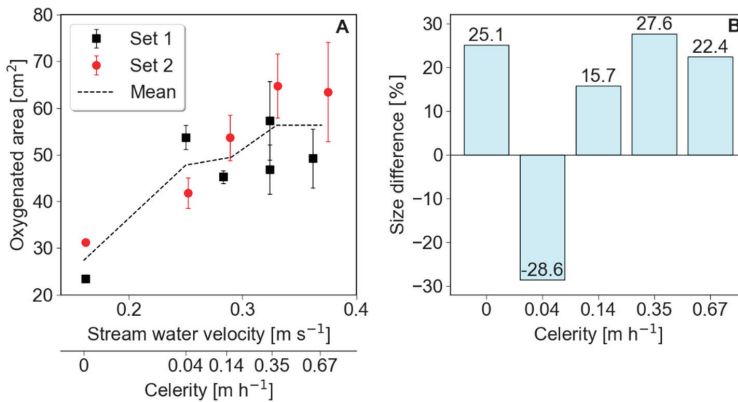 A
Set 1
Set 2
Mean
Oxygenated area [cm²]
80
70
60
50
40
30
20
0.2 0.3 0.4
Stream water velocity [m s⁻¹]
0 0.04 0.14 0.35 0.67
Celerity [m h⁻¹]
B
Size difference [%]
30
20
10
0
−10
−20
−30
25.1
-28.6
15.7
27.6
22.4
0 0.04 0.14 0.35 0.67
Celerity [m h⁻¹]